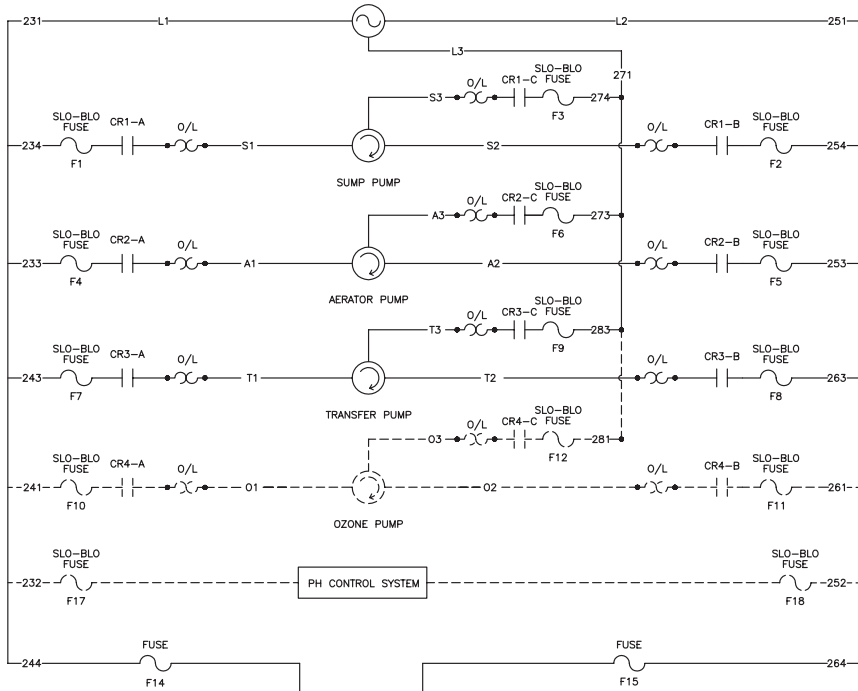 231 L1 L2 251
L3
271
SLO-BLO
FUSE
O/L CR1-C
S3 274
F3
SLO-BLO
FUSE CR1-A O/L
234 S1 S2 254
F1
O/L CR1-B SLO-BLO
FUSE
F2
SUMP PUMP
O/L CR2-C SLO-BLO
FUSE
A3 273
F6
SLO-BLO
FUSE CR2-A O/L
233 A1 A2 253
F4
O/L CR2-B SLO-BLO
FUSE
F5
AERATOR PUMP
O/L CR3-C SLO-BLO
FUSE
T3 283
F9
SLO-BLO
FUSE CR3-A O/L
243 T1 T2 263
F7
O/L CR3-B SLO-BLO
FUSE
F8
TRANSFER PUMP
O/L CR4-C SLO-BLO
FUSE
O3 281
F12
SLO-BLO
FUSE CR4-A O/L
241 O1 O2 261
F10
O/L CR4-B SLO-BLO
FUSE
F11
OZONE PUMP
SLO-BLO
FUSE
232 PH CONTROL SYSTEM 252
F17
SLO-BLO
FUSE
F18
FUSE FUSE
244 264
F14 F15